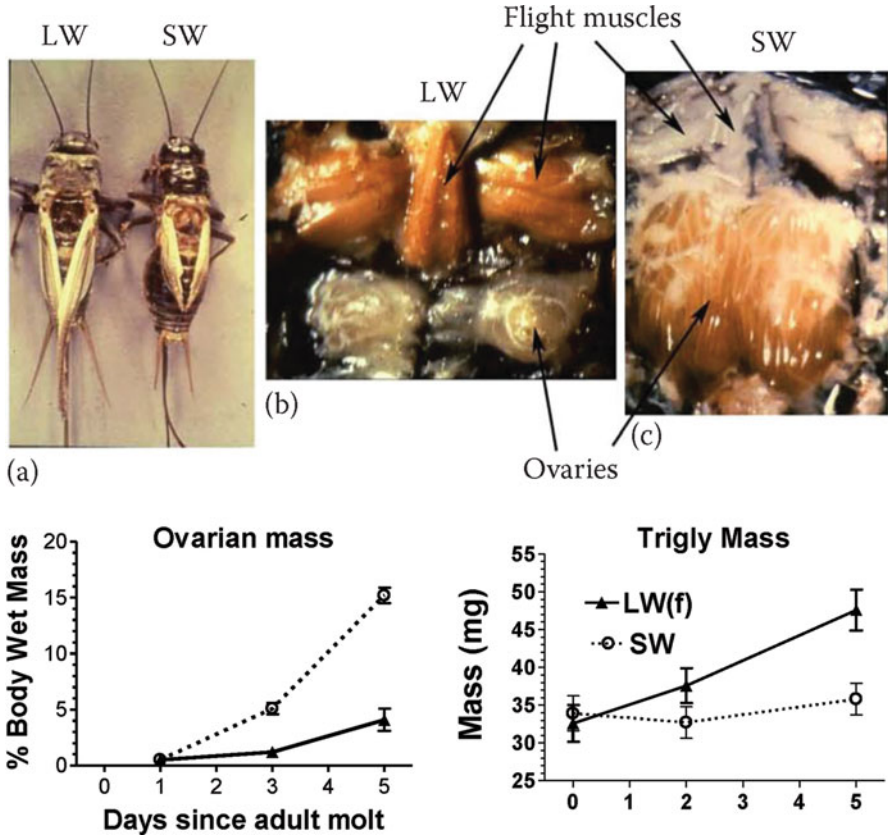 LW SW
Flight muscles
LW
SW
(a)
(b)
(c)
Ovaries
Ovarian mass
% Body Wet Mass
20
15
10
5
0
0 1 2 3 4 5
Days since adult molt
Trigly Mass
Mass (mg)
55
50
45
40
35
30
25
LW(f)
SW
0 1 2 3 4 5